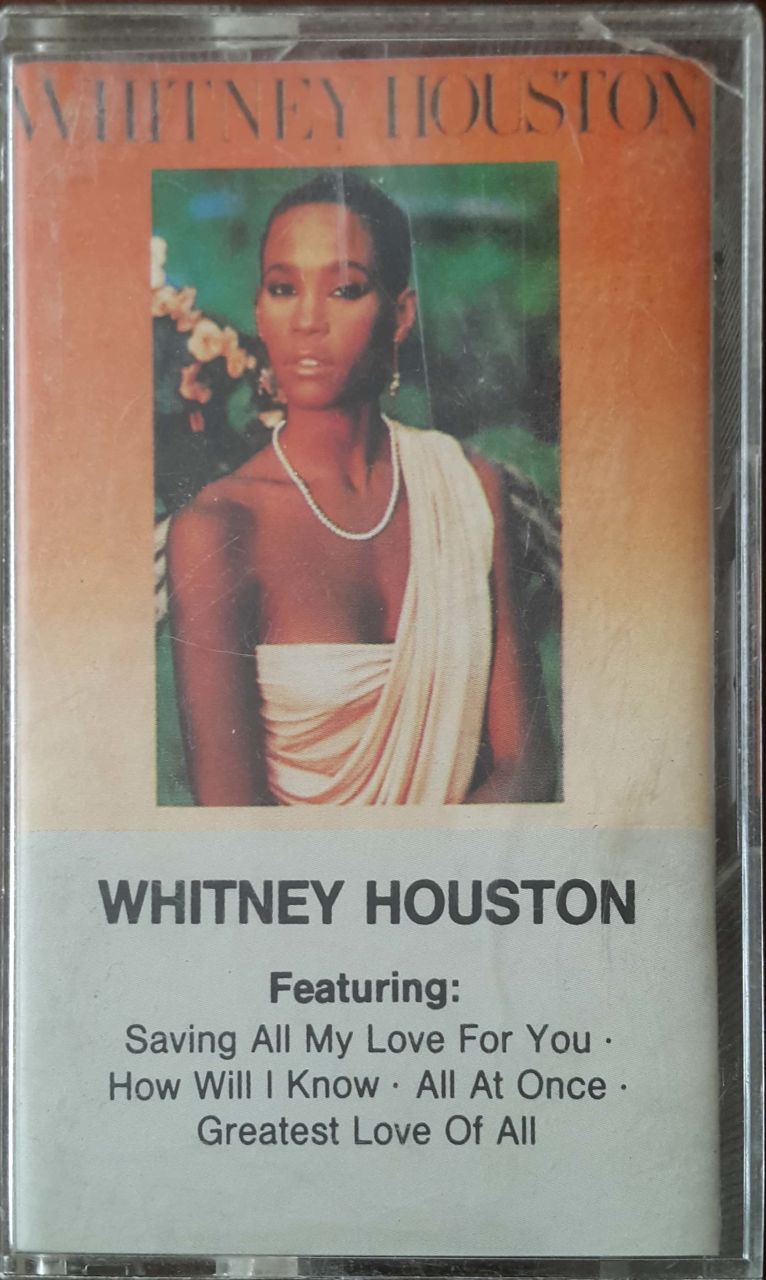 WHITNEY HOUSTON
WHITNEY HOUSTON
Featuring:
Saving All My Love For You ·
How Will I Know · All At Once ·
Greatest Love Of All